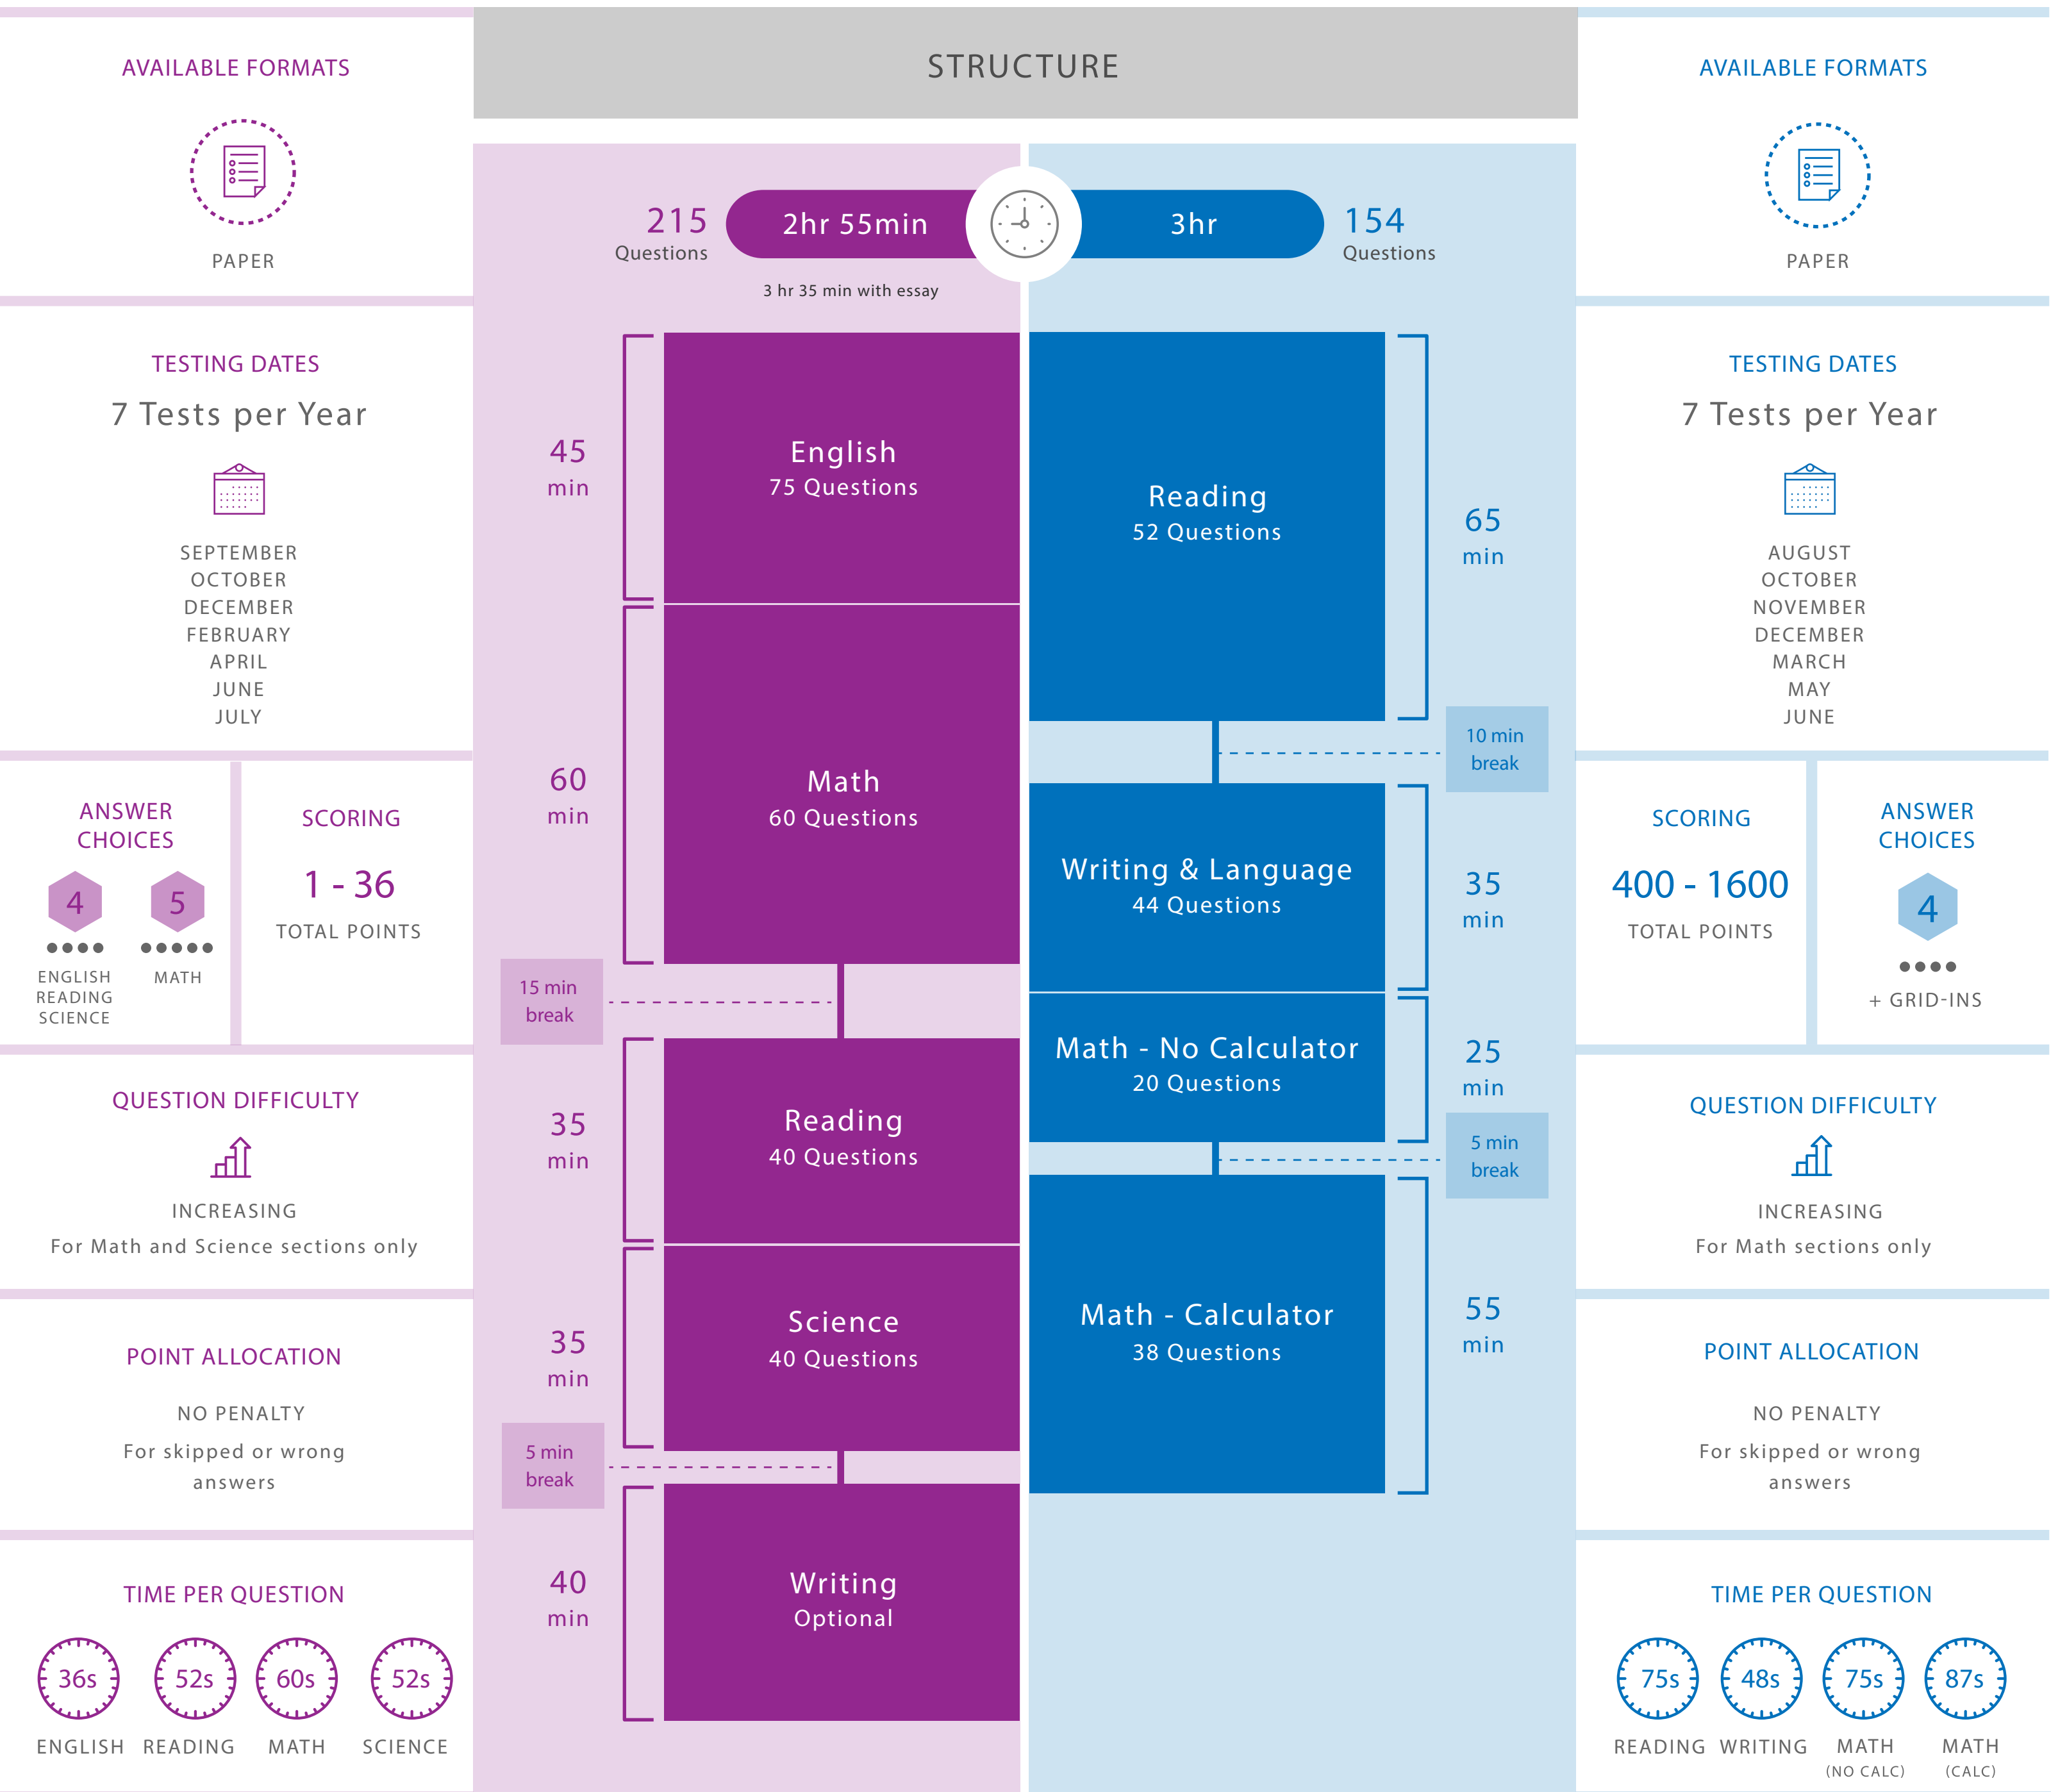 STRUCTURE
AVAILABLE FORMATS
PAPER
TESTING DATES
7 Tests per Year
SEPTEMBER
OCTOBER
DECEMBER
FEBRUARY
APRIL
JUNE
JULY
ANSWER
CHOICES
4
5
ENGLISH
READING
SCIENCE
MATH
SCORING
1 - 36
TOTAL POINTS
QUESTION DIFFICULTY
INCREASING
For Math and Science sections only
POINT ALLOCATION
NO PENALTY
For skipped or wrong
answers
TIME PER QUESTION
36s
52s
60s
52s
ENGLISH
READING
MATH
SCIENCE
215
Questions
2hr 55min
3 hr 35 min with essay
45
min
English
75 Questions
60
min
Math
60 Questions
15 min
break
35
min
Reading
40 Questions
35
min
Science
40 Questions
5 min
break
40
min
Writing
Optional
3hr
154
Questions
Reading
52 Questions
65
min
10 min
break
Writing & Language
44 Questions
35
min
Math - No Calculator
20 Questions
25
min
5 min
break
Math - Calculator
38 Questions
55
min
AVAILABLE FORMATS
PAPER
TESTING DATES
7 Tests per Year
AUGUST
OCTOBER
NOVEMBER
DECEMBER
MARCH
MAY
JUNE
SCORING
400 - 1600
TOTAL POINTS
ANSWER
CHOICES
4
+ GRID-INS
QUESTION DIFFICULTY
INCREASING
For Math sections only
POINT ALLOCATION
NO PENALTY
For skipped or wrong
answers
TIME PER QUESTION
75s
48s
75s
87s
READING
WRITING
MATH
(NO CALC)
MATH
(CALC)